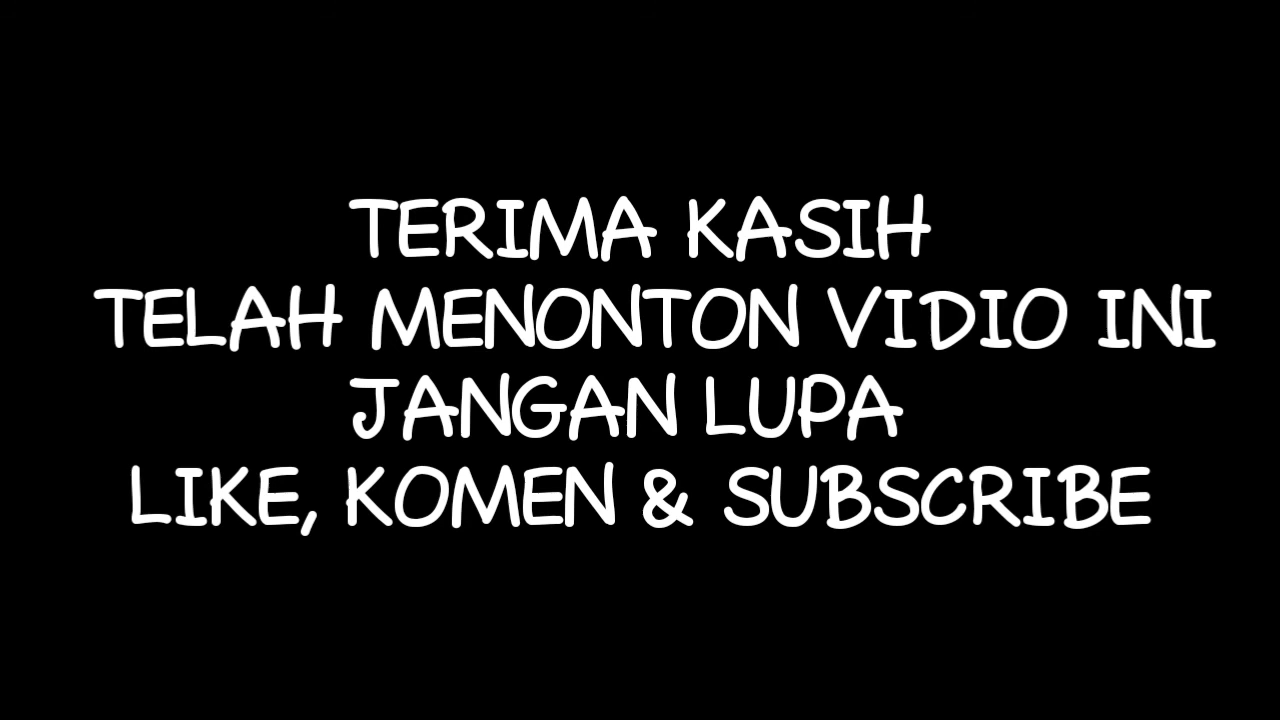 TERIMA KASIH
TELAH MENONTON VIDIO INI
JANGAN LUPA
LIKE, KOMEN & SUBSCRIBE